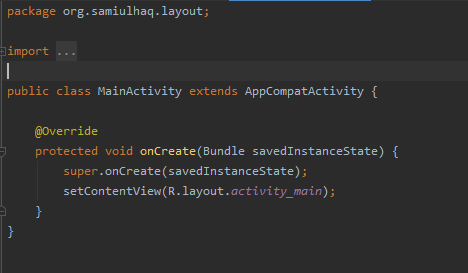 package org.samiulhaq.layout;
import ...
public class MainActivity extends AppCompatActivity {
@Override
protected void onCreate(Bundle savedInstanceState) {
super.onCreate(savedInstanceState);
setContentView(R.layout.activity_main);
}
}